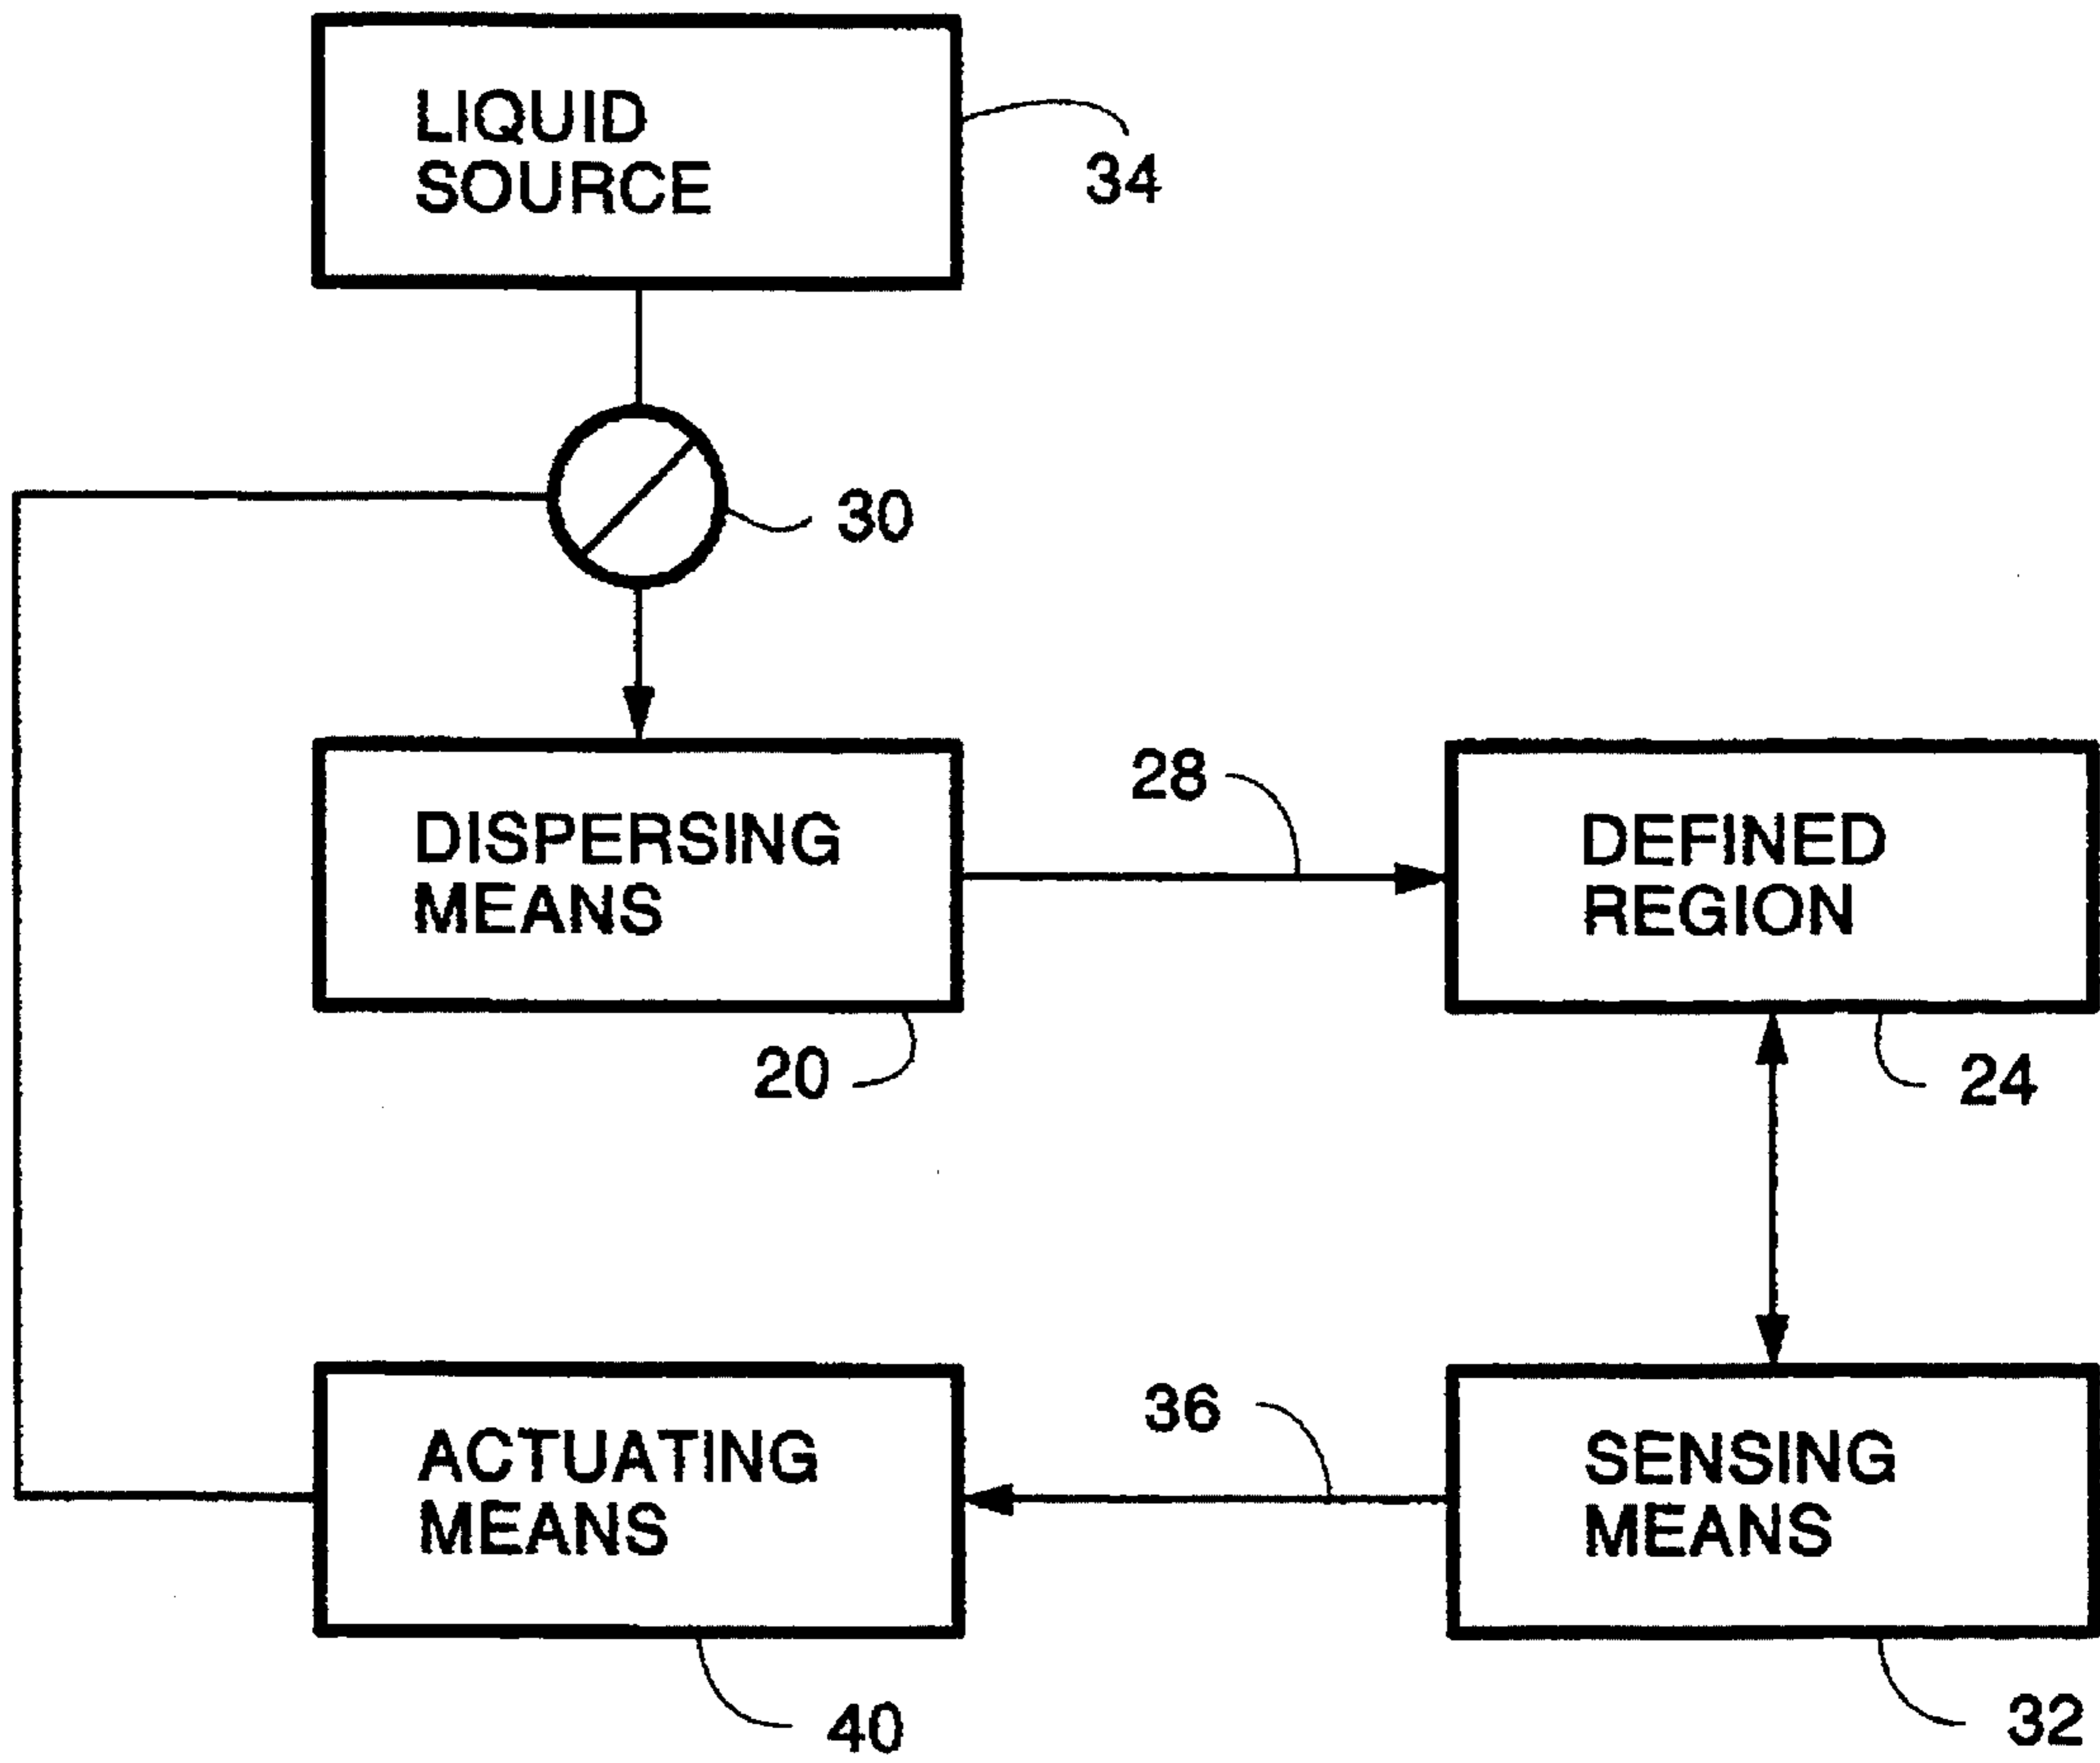 LIQUID
SOURCE
34
30
DISPERSING
MEANS
28
DEFINED
REGION
20
24
ACTUATING
MEANS
36
SENSING
MEANS
40
32